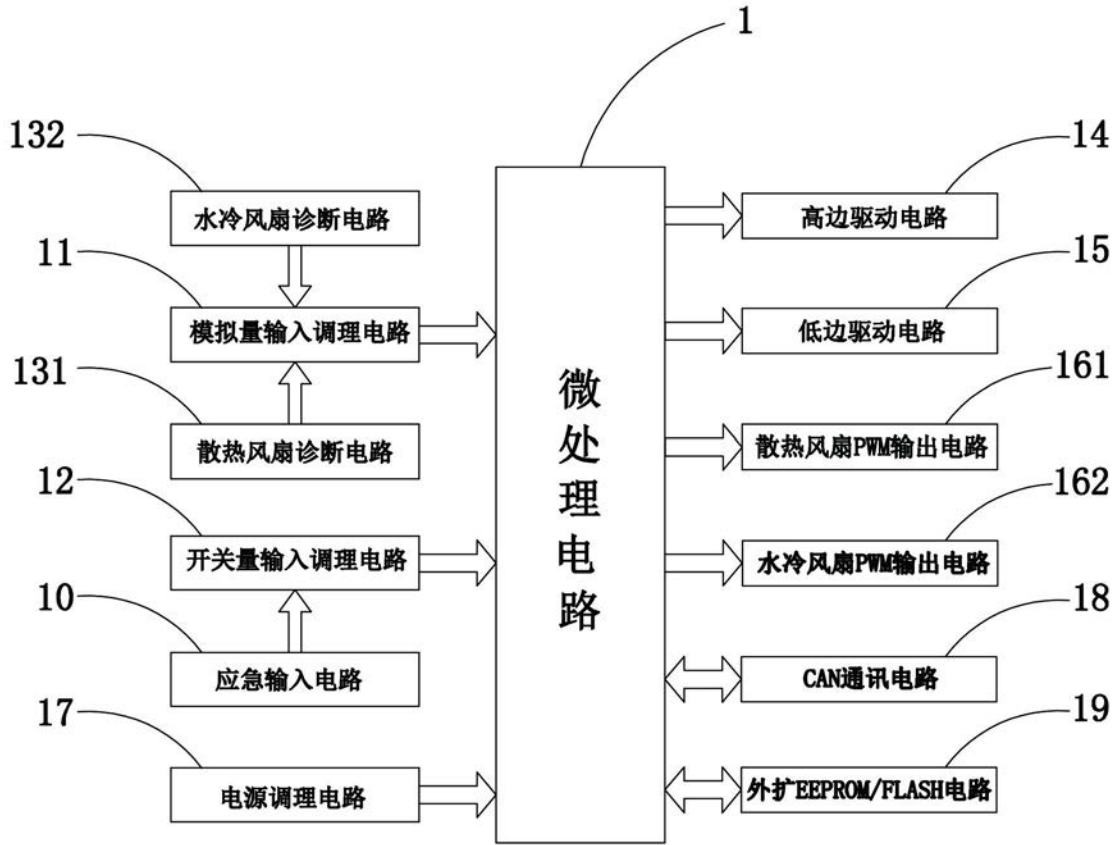 1
132
水冷风扇诊断电路
11
模拟量输入调理电路
131
散热风扇诊断电路
12
开关量输入调理电路
10
应急输入电路
17
电源调理电路
微处理电路
14
高边驱动电路
15
低边驱动电路
161
散热风扇PWM输出电路
162
水冷风扇PWM输出电路
18
CAN通讯电路
19
外扩EEPROM/FLASH电路